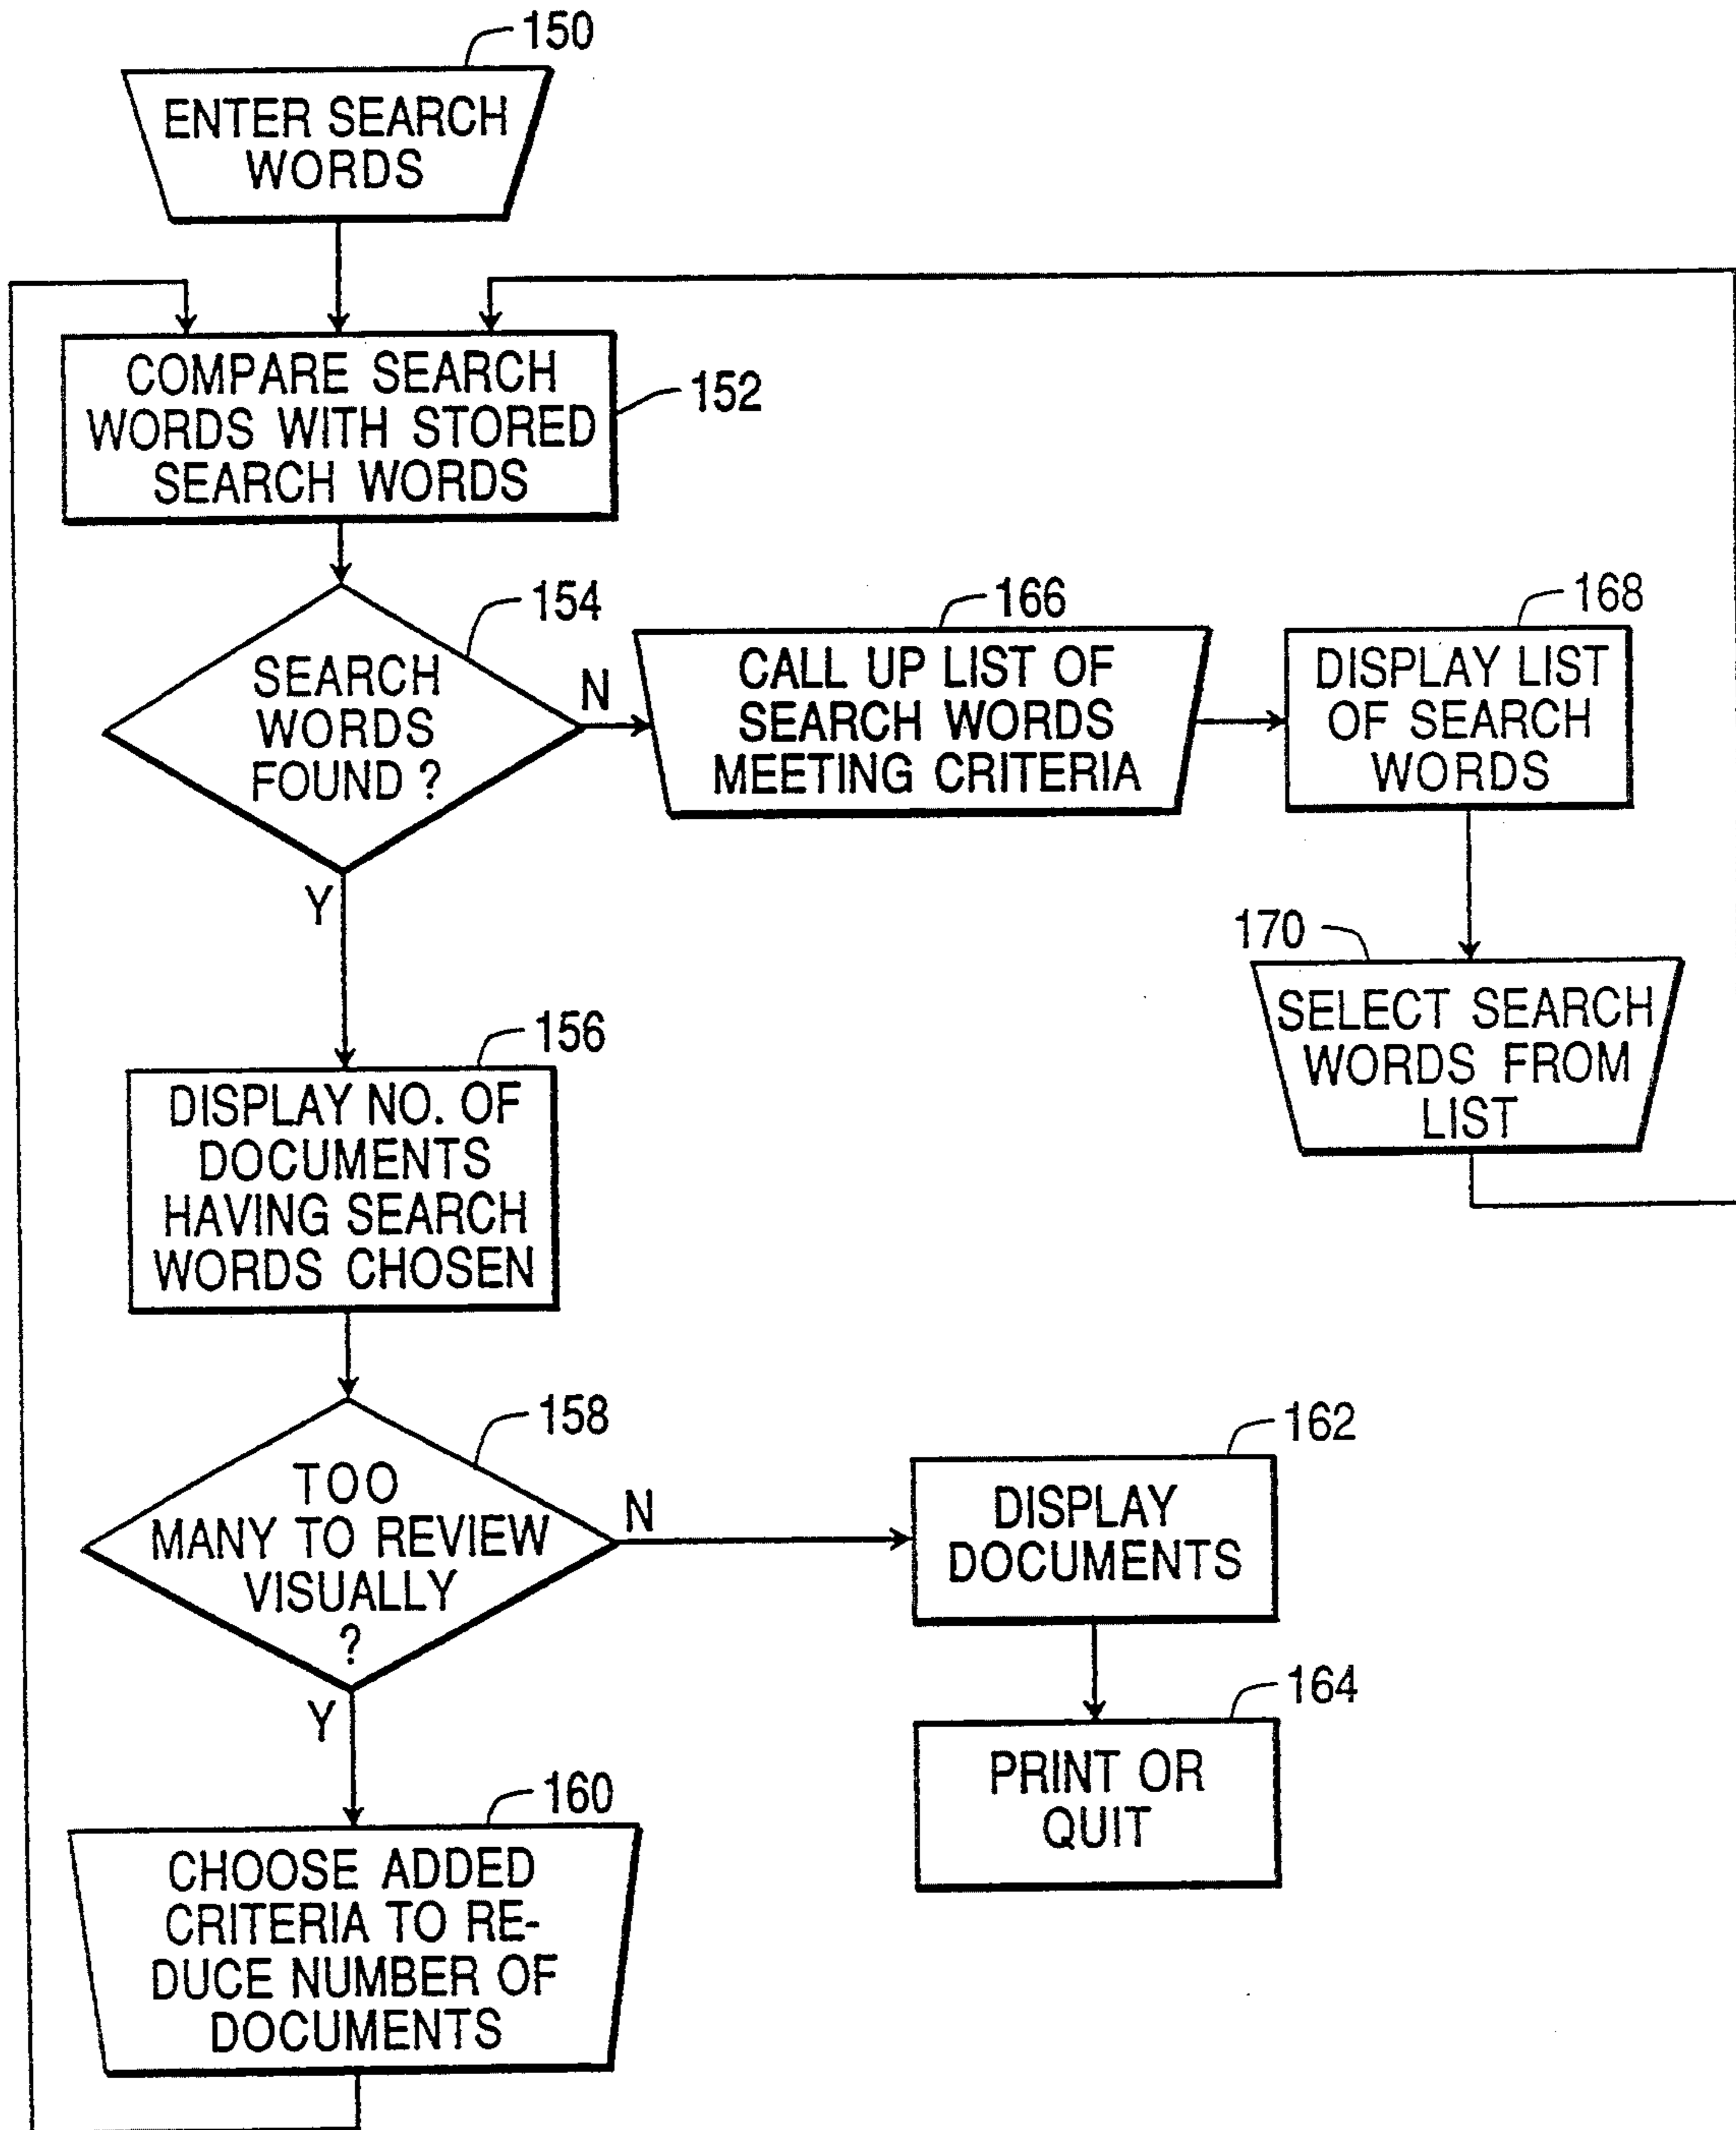 150
ENTER SEARCH
WORDS
COMPARE SEARCH
WORDS WITH STORED
SEARCH WORDS
152
154
SEARCH
WORDS
FOUND ?
N
Y
166
CALL UP LIST OF
SEARCH WORDS
MEETING CRITERIA
168
DISPLAY LIST
OF SEARCH
WORDS
170
SELECT SEARCH
WORDS FROM
LIST
156
DISPLAY NO. OF
DOCUMENTS
HAVING SEARCH
WORDS CHOSEN
158
TOO
MANY TO REVIEW
VISUALLY
?
N
Y
162
DISPLAY
DOCUMENTS
164
PRINT OR
QUIT
160
CHOOSE ADDED
CRITERIA TO RE-
DUCE NUMBER OF
DOCUMENTS